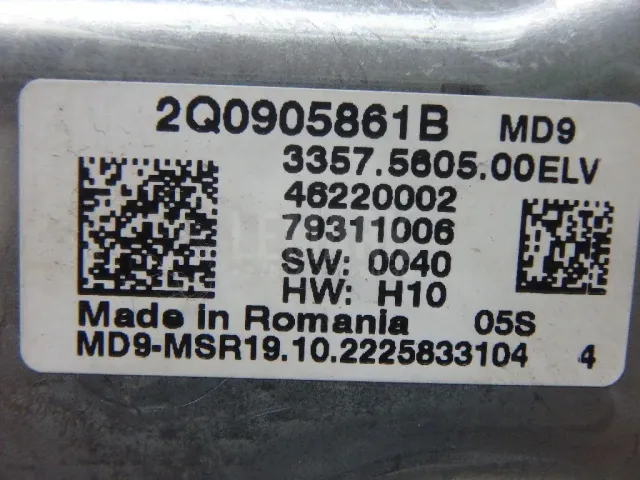 2Q0905861B MD9
3357.5605.00ELV
46220002
79311006
SW: 0040
HW: H10
Made in Romania 05S
MD9-MSR19.10.2225833104 4